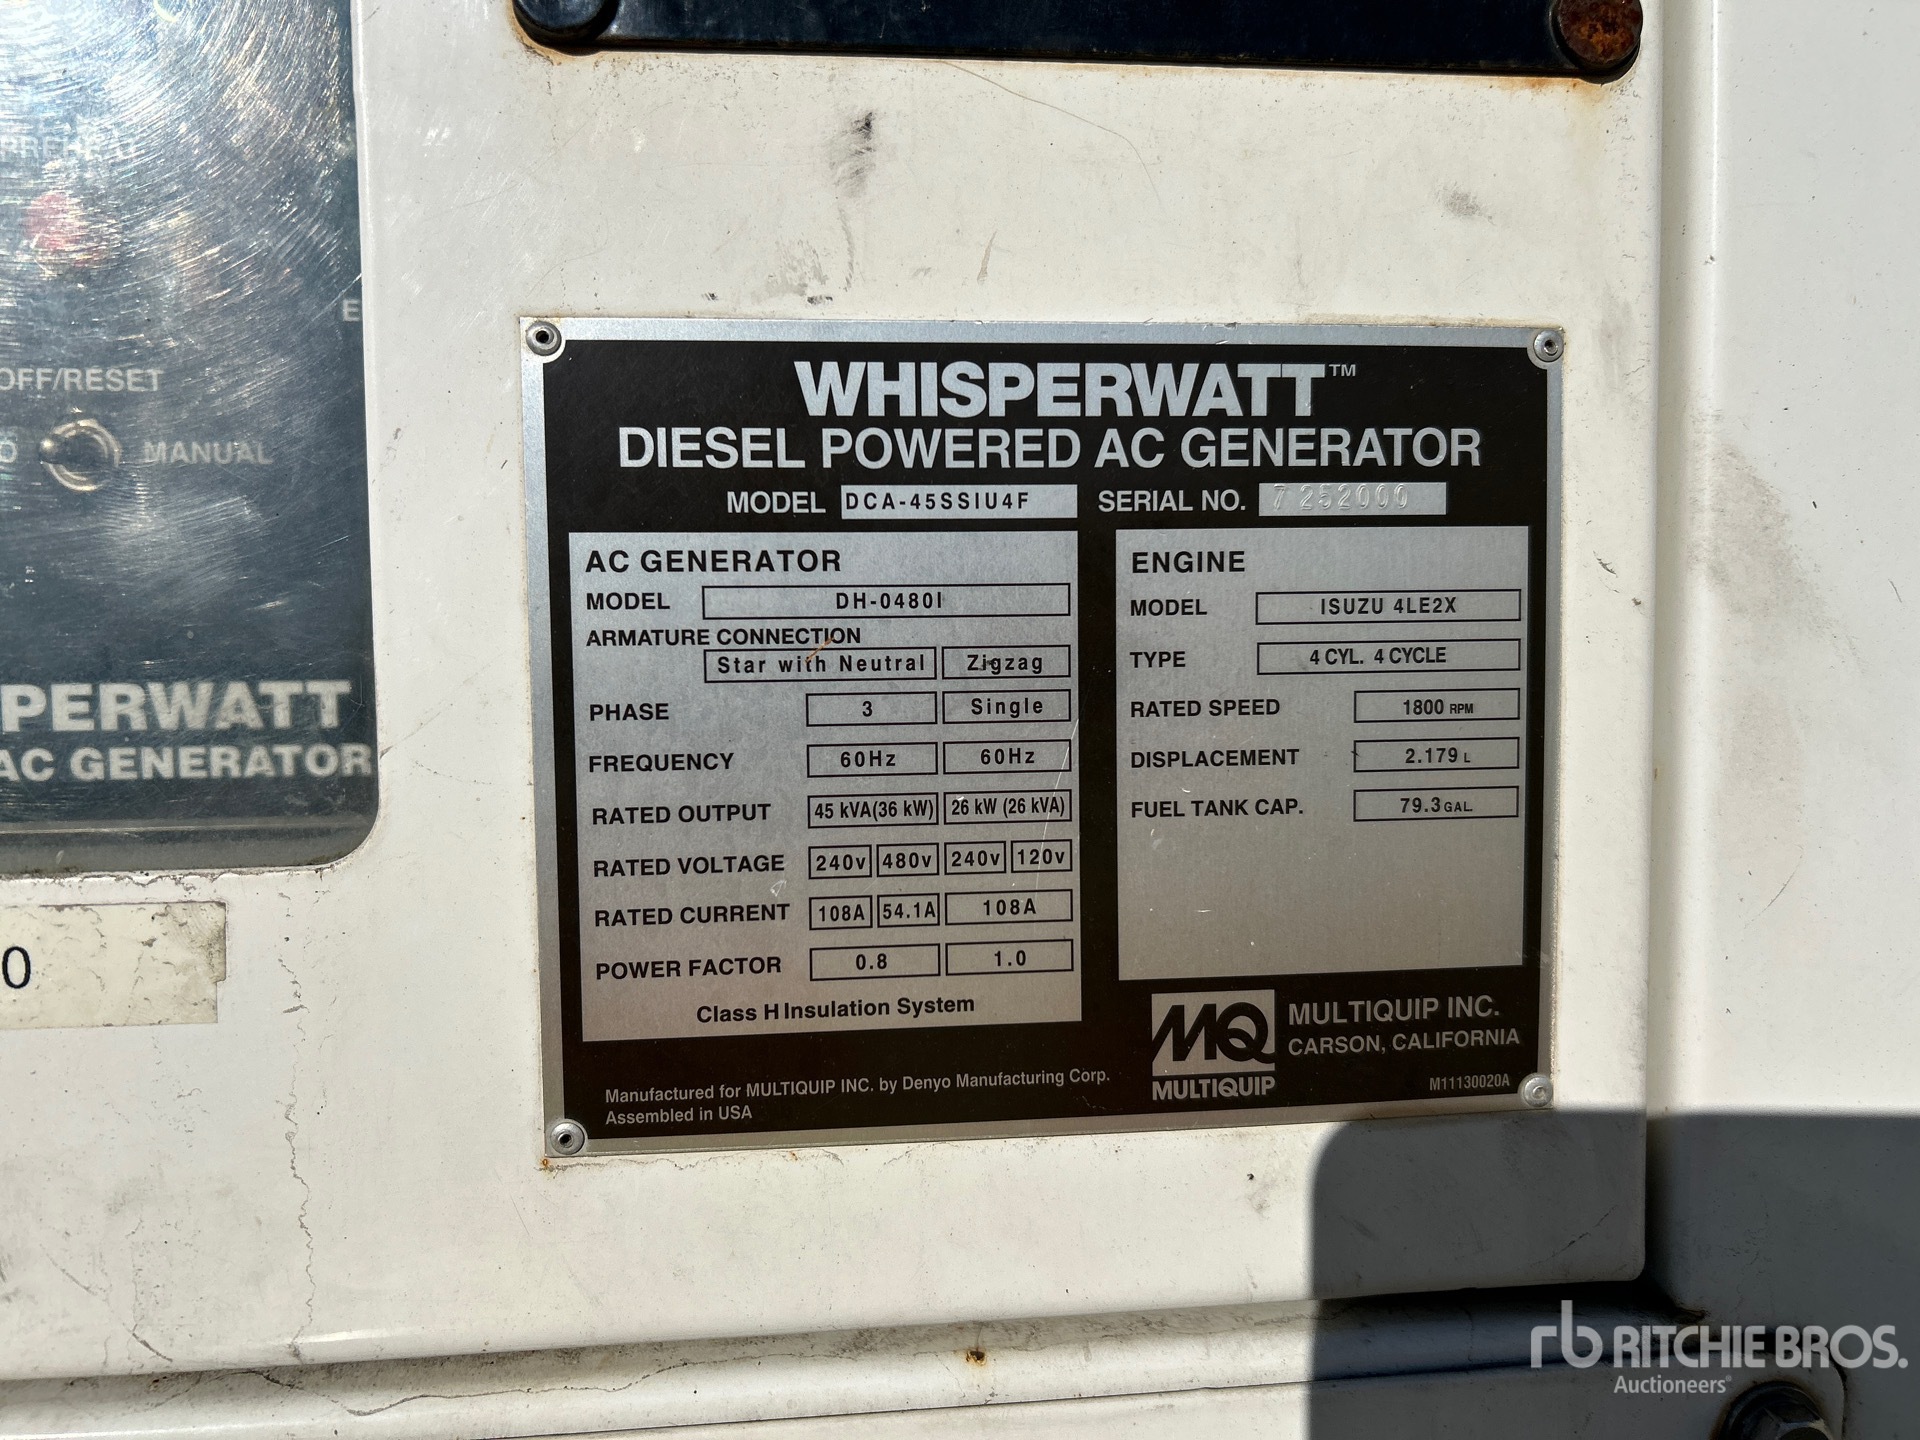 PREHEAT
E
OFF/RESET
O MANUAL
PERWATT
AC GENERATOR
0
WHISPERWATT™
DIESEL POWERED AC GENERATOR
MODEL DCA-45SSIU4F SERIAL NO. 7252000
AC GENERATOR
MODEL DH-0480I
ARMATURE CONNECTION
Star with Neutral Zigzag
PHASE 3 Single
FREQUENCY 60Hz 60Hz
RATED OUTPUT 45 kVA(36 kW) 26 kW (26 kVA)
RATED VOLTAGE 240v 480v 240v 120v
RATED CURRENT 108A 54.1A 108A
POWER FACTOR 0.8 1.0
Class H Insulation System
ENGINE
MODEL ISUZU 4LE2X
TYPE 4 CYL. 4 CYCLE
RATED SPEED 1800 RPM
DISPLACEMENT 2.179 L
FUEL TANK CAP. 79.3 GAL.
MQ
MULTIQUIP
MULTIQUIP INC.
CARSON, CALIFORNIA
Manufactured for MULTIQUIP INC. by Denyo Manufacturing Corp.
Assembled in USA
M11130020A
rb RITCHIE BROS.
Auctioneers®